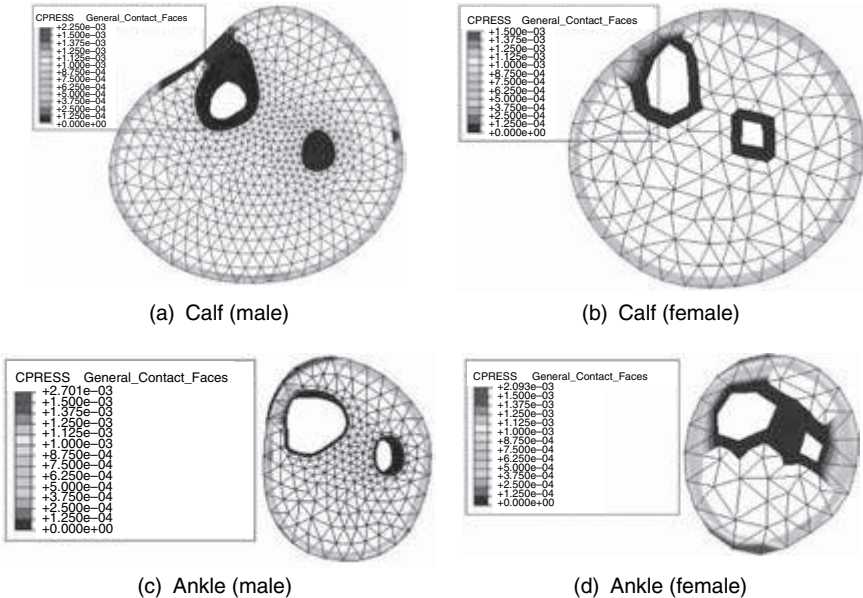 CPRESS General_Contact_Faces
+2.250e–03
+1.500e–03
+1.375e–03
+1.250e–03
+1.125e–03
+1.000e–03
+8.750e–04
+7.500e–04
+6.250e–04
+5.000e–04
+3.750e–04
+2.500e–04
+1.250e–04
+0.000e+00
CPRESS General_Contact_Faces
+1.500e–03
+1.375e–03
+1.250e–03
+1.125e–03
+1.000e–03
+8.750e–04
+7.500e–04
+6.250e–04
+5.000e–04
+3.750e–04
+2.500e–04
+1.250e–04
+0.000e+00
(a) Calf (male)
(b) Calf (female)
CPRESS General_Contact_Faces
+2.701e–03
+1.500e–03
+1.375e–03
+1.250e–03
+1.125e–03
+1.000e–03
+8.750e–04
+7.500e–04
+6.250e–04
+5.000e–04
+3.750e–04
+2.500e–04
+1.250e–04
+0.000e+00
CPRESS General_Contact_Faces
+2.093e–03
+1.500e–03
+1.375e–03
+1.250e–03
+1.125e–03
+1.000e–03
+8.750e–04
+7.500e–04
+6.250e–04
+5.000e–04
+3.750e–04
+2.500e–04
+1.250e–04
+0.000e+00
(c) Ankle (male)
(d) Ankle (female)